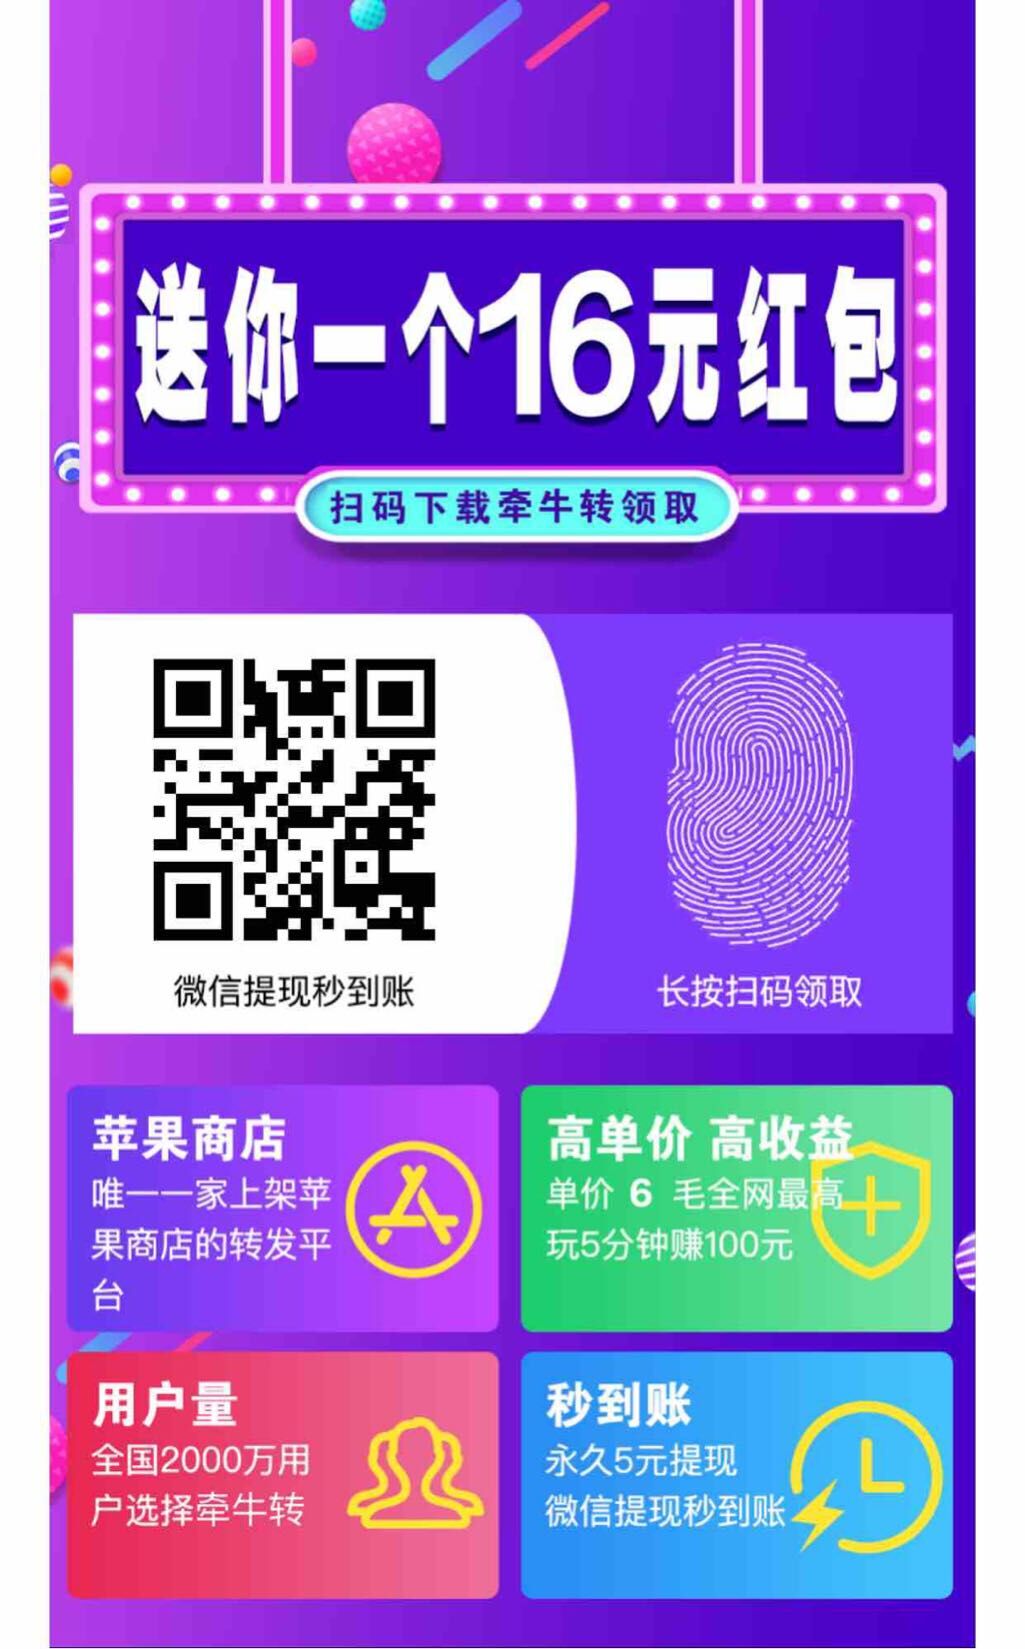 送你一个16元红包
扫码下载牵牛转领取
微信提现秒到账
长按扫码领取
苹果商店
唯一一家上架苹
果商店的转发平
台
高单价 高收益
单价 6 毛全网最高
玩5分钟赚100元
用户量
全国2000万用
户选择牵牛转
秒到账
永久5元提现
微信提现秒到账